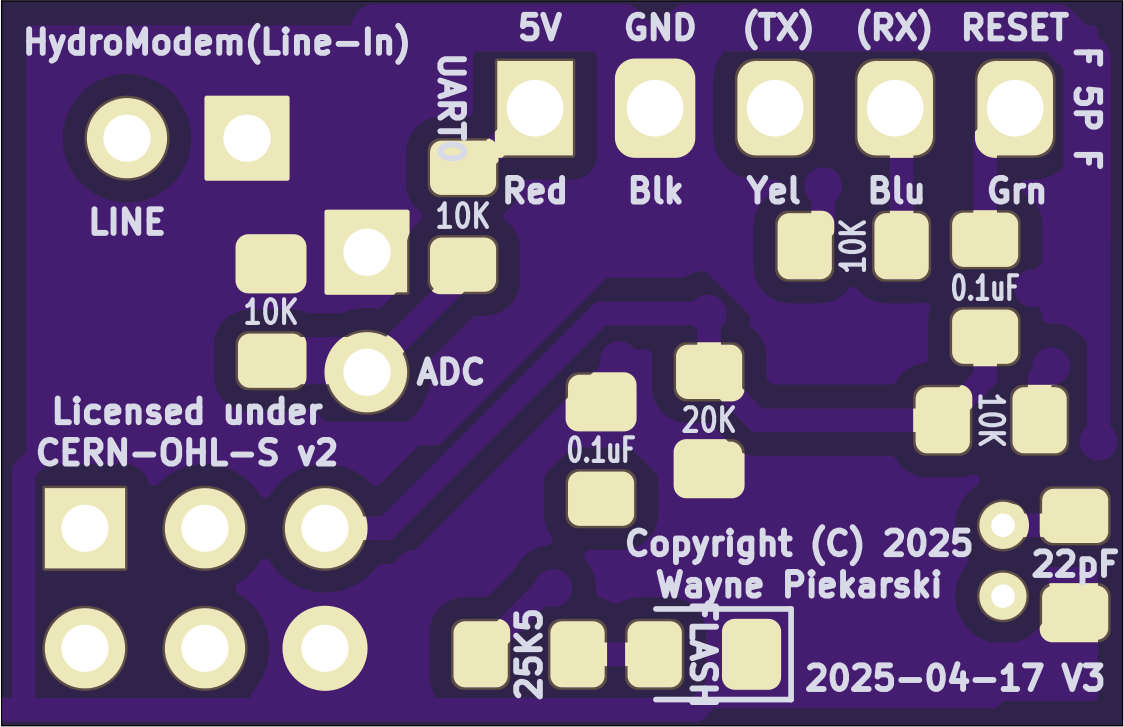 HydroModem(Line-In)
5V GND (TX) (RX) RESET
F 5P F
UART0
Red Blk Yel Blu Grn
LINE
10K
10K
10K
0.1uF
ADC
Licensed under
CERN-OHL-S v2
20K
10K
0.1uF
Copyright (C) 2025
Wayne Piekarski
22pF
25K5
FLASH
2025-04-17 V3